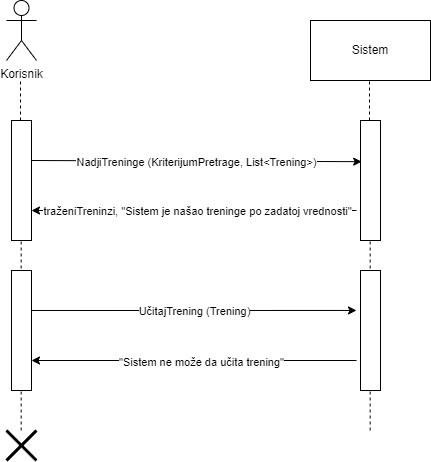 Korisnik
Sistem
NadjiTreninge (KriterijumPretrage, List<Trening>)
traženiTreninzi, "Sistem je našao treninge po zadatoj vrednosti"
UčitajTrening (Trening)
"Sistem ne može da učita trening"